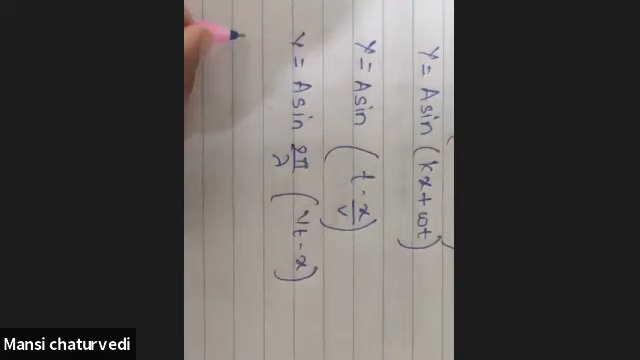 y = A sin (kx + ωt)
y = A sin (t - x/v)
y = A sin 2π/λ (vt - x)
Mansi chaturvedi